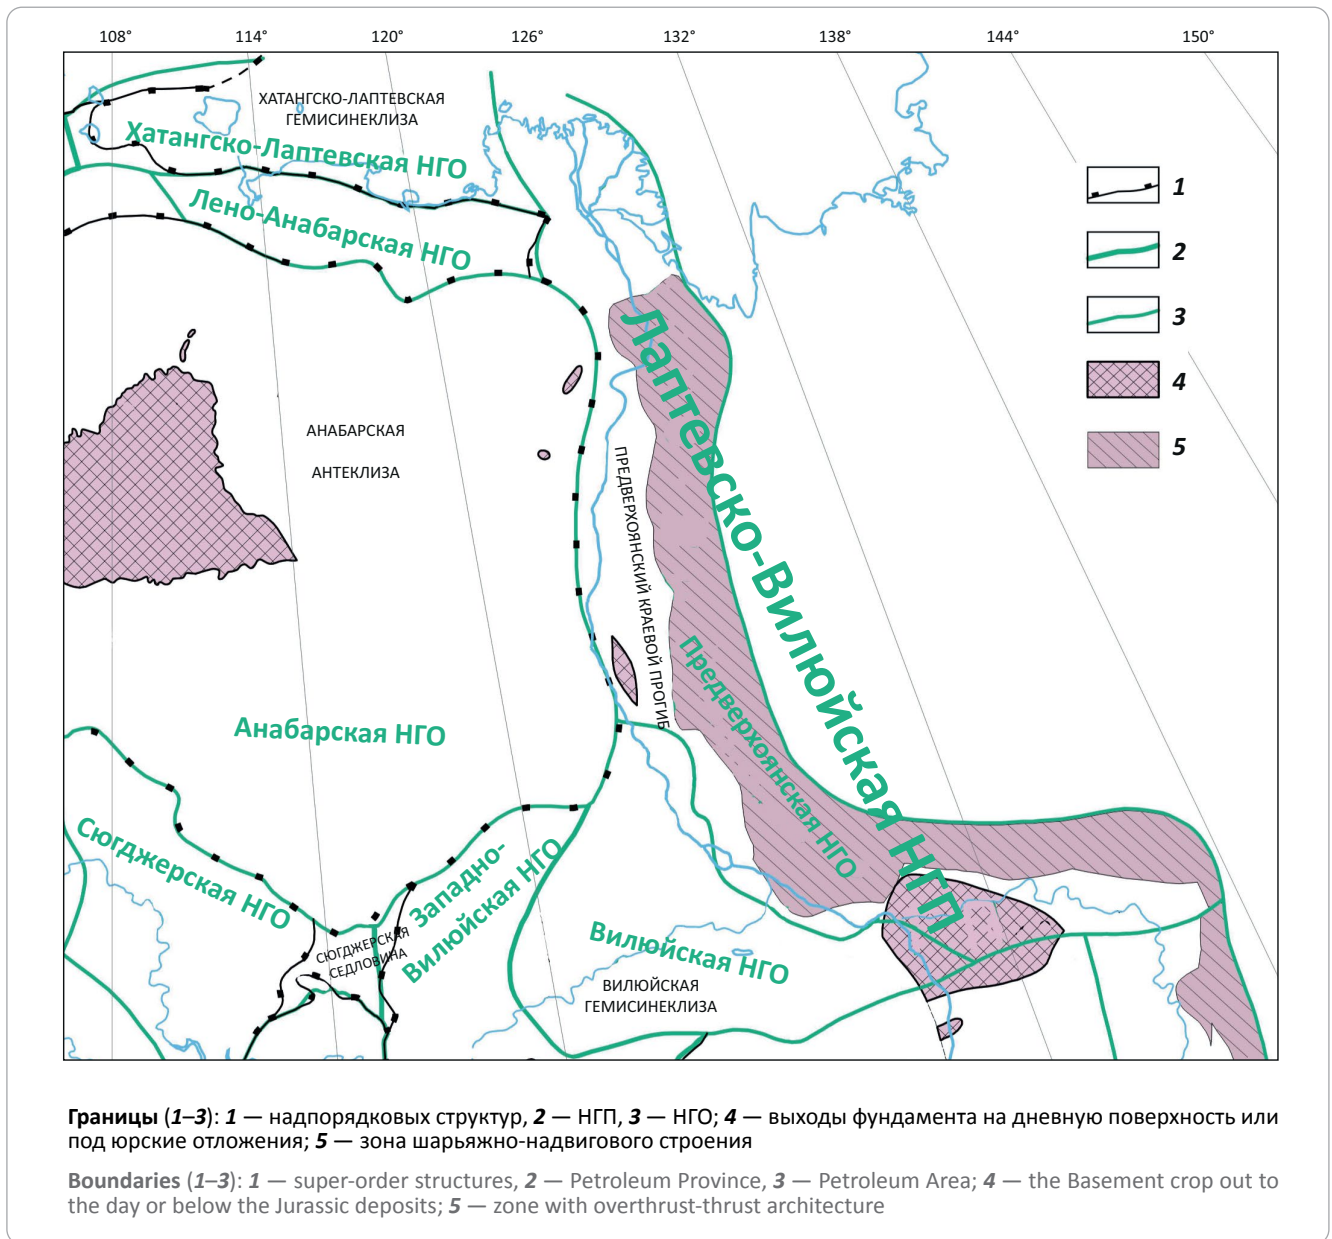 108° 114° 120° 126° 132° 138° 144° 150°
ХАТАНГСКО-ЛАПТЕВСКАЯ
ГЕМИСИНЕКЛИЗА
Хатангско-Лаптевская НГО
Лено-Анабарская НГО
1
2
3
4
5
Лаптевско-Вилюйская НГП
АНАБАРСКАЯ
АНТЕКЛИЗА
ПРЕДВЕРХОЯНСКИЙ КРАЕВОЙ ПРОГИБ
Предверхоянская НГО
Анабарская НГО
Сюгджерская НГО
Западно-
Вилюйская НГО
СЮГДЖЕРСКАЯ
СЕДЛОВИНА
Вилюйская НГО
ВИЛЮЙСКАЯ
ГЕМИСИНЕКЛИЗА
Границы (1–3): 1 — надпорядковых структур, 2 — НГП, 3 — НГО; 4 — выходы фундамента на дневную поверхность или
под юрские отложения; 5 — зона шарьяжно-надвигового строения
Boundaries (1–3): 1 — super-order structures, 2 — Petroleum Province, 3 — Petroleum Area; 4 — the Basement crop out to
the day or below the Jurassic deposits; 5 — zone with overthrust-thrust architecture